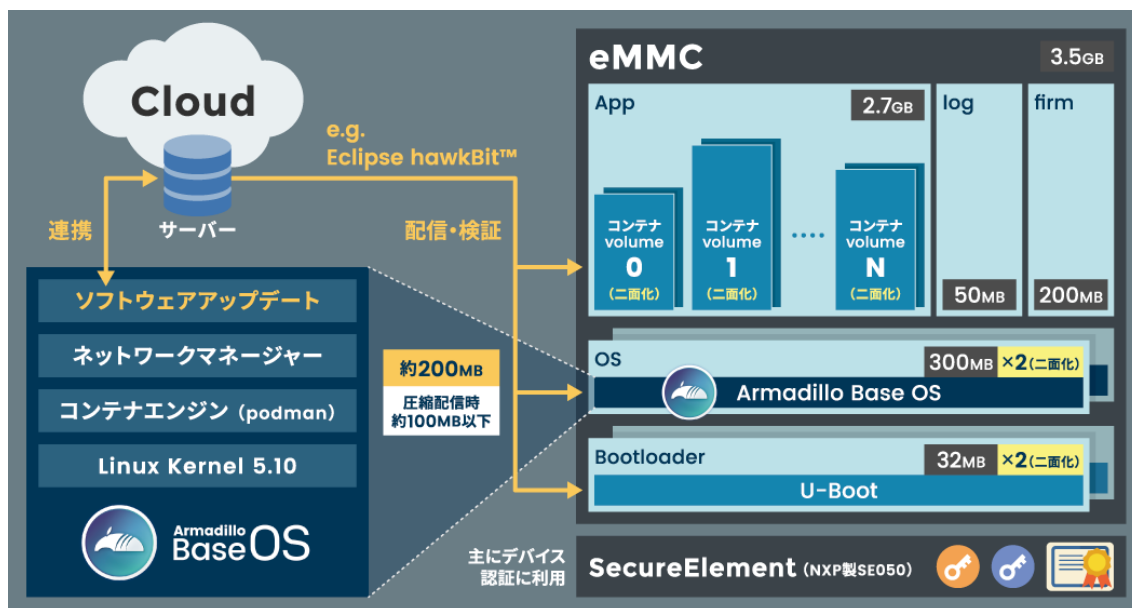 Cloud
サーバー
e.g.
Eclipse hawkBit™
連携
配信・検証
ソフトウェアアップデート
ネットワークマネージャー
コンテナエンジン (podman)
Linux Kernel 5.10
Armadillo
Base OS
約200MB
圧縮配信時
約100MB以下
eMMC
3.5GB
App
2.7GB
コンテナ
volume
0
(二面化)
コンテナ
volume
1
(二面化)
....
コンテナ
volume
N
(二面化)
log
50MB
firm
200MB
OS
300MB ×2(二面化)
Armadillo Base OS
Bootloader
32MB ×2(二面化)
U-Boot
主にデバイス
認証に利用
SecureElement (NXP製SE050)